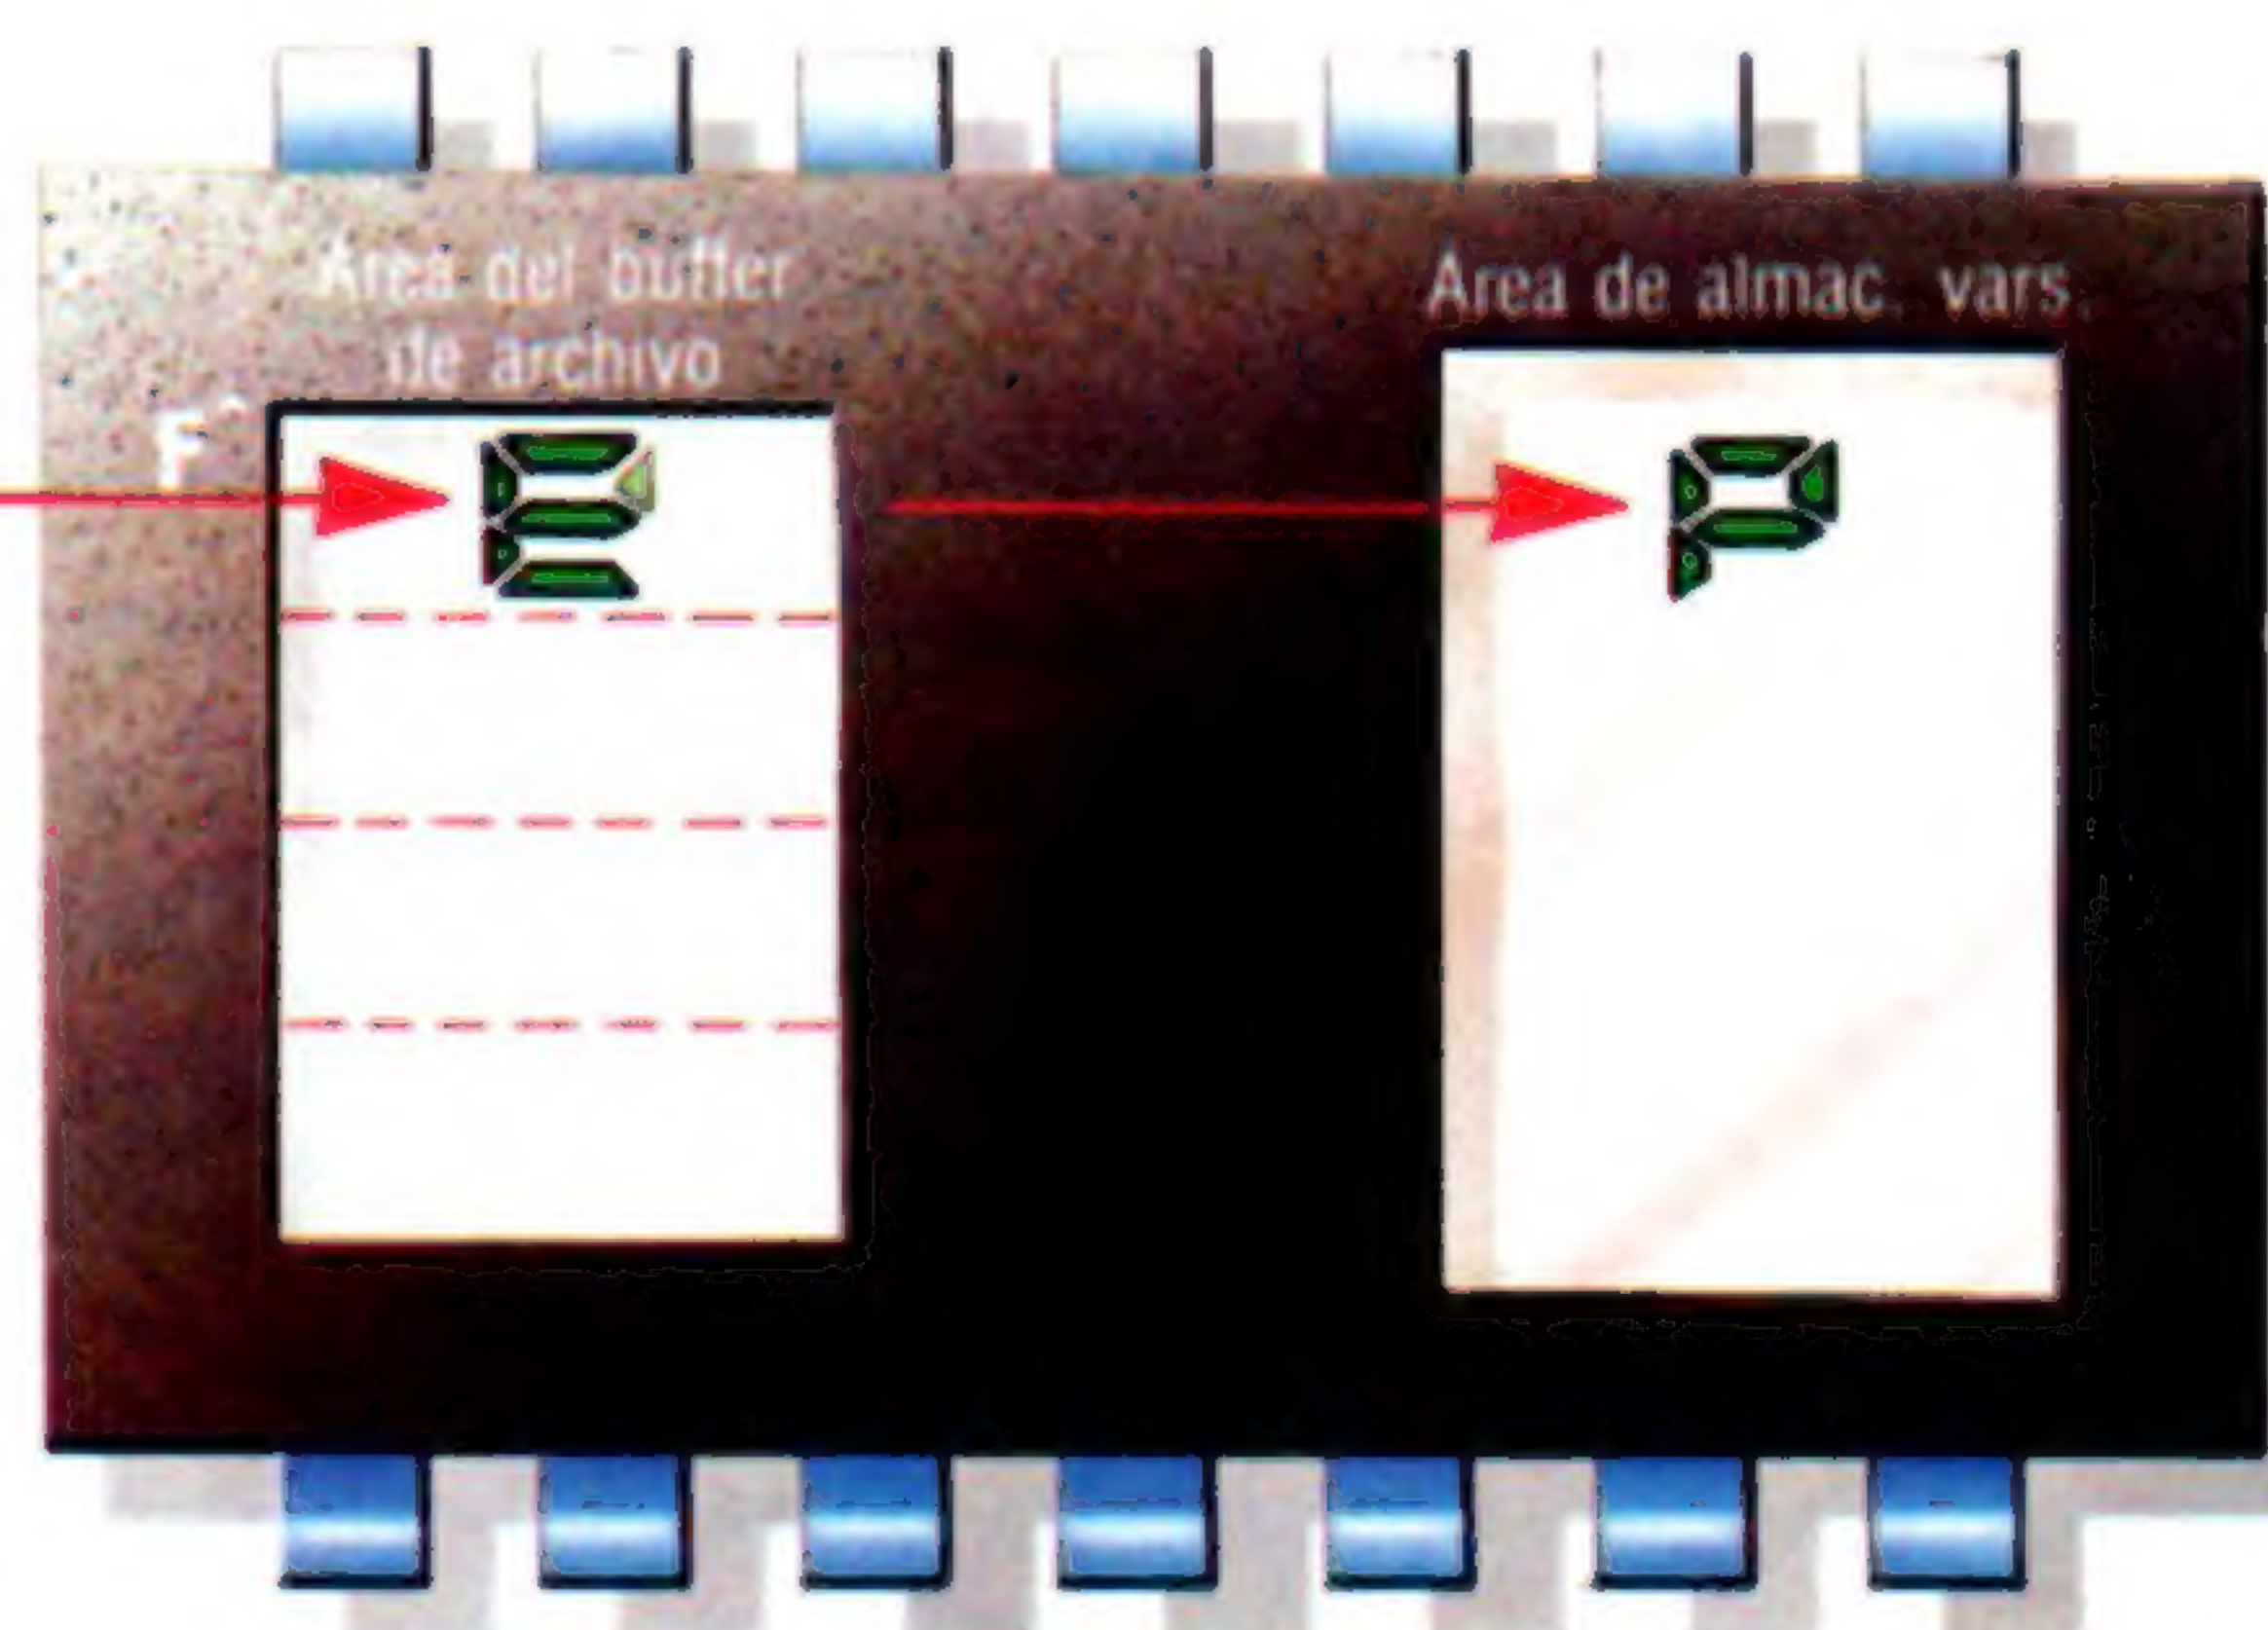 Area del buffer
de archivo
Area de almac. vars.
F^
E
P